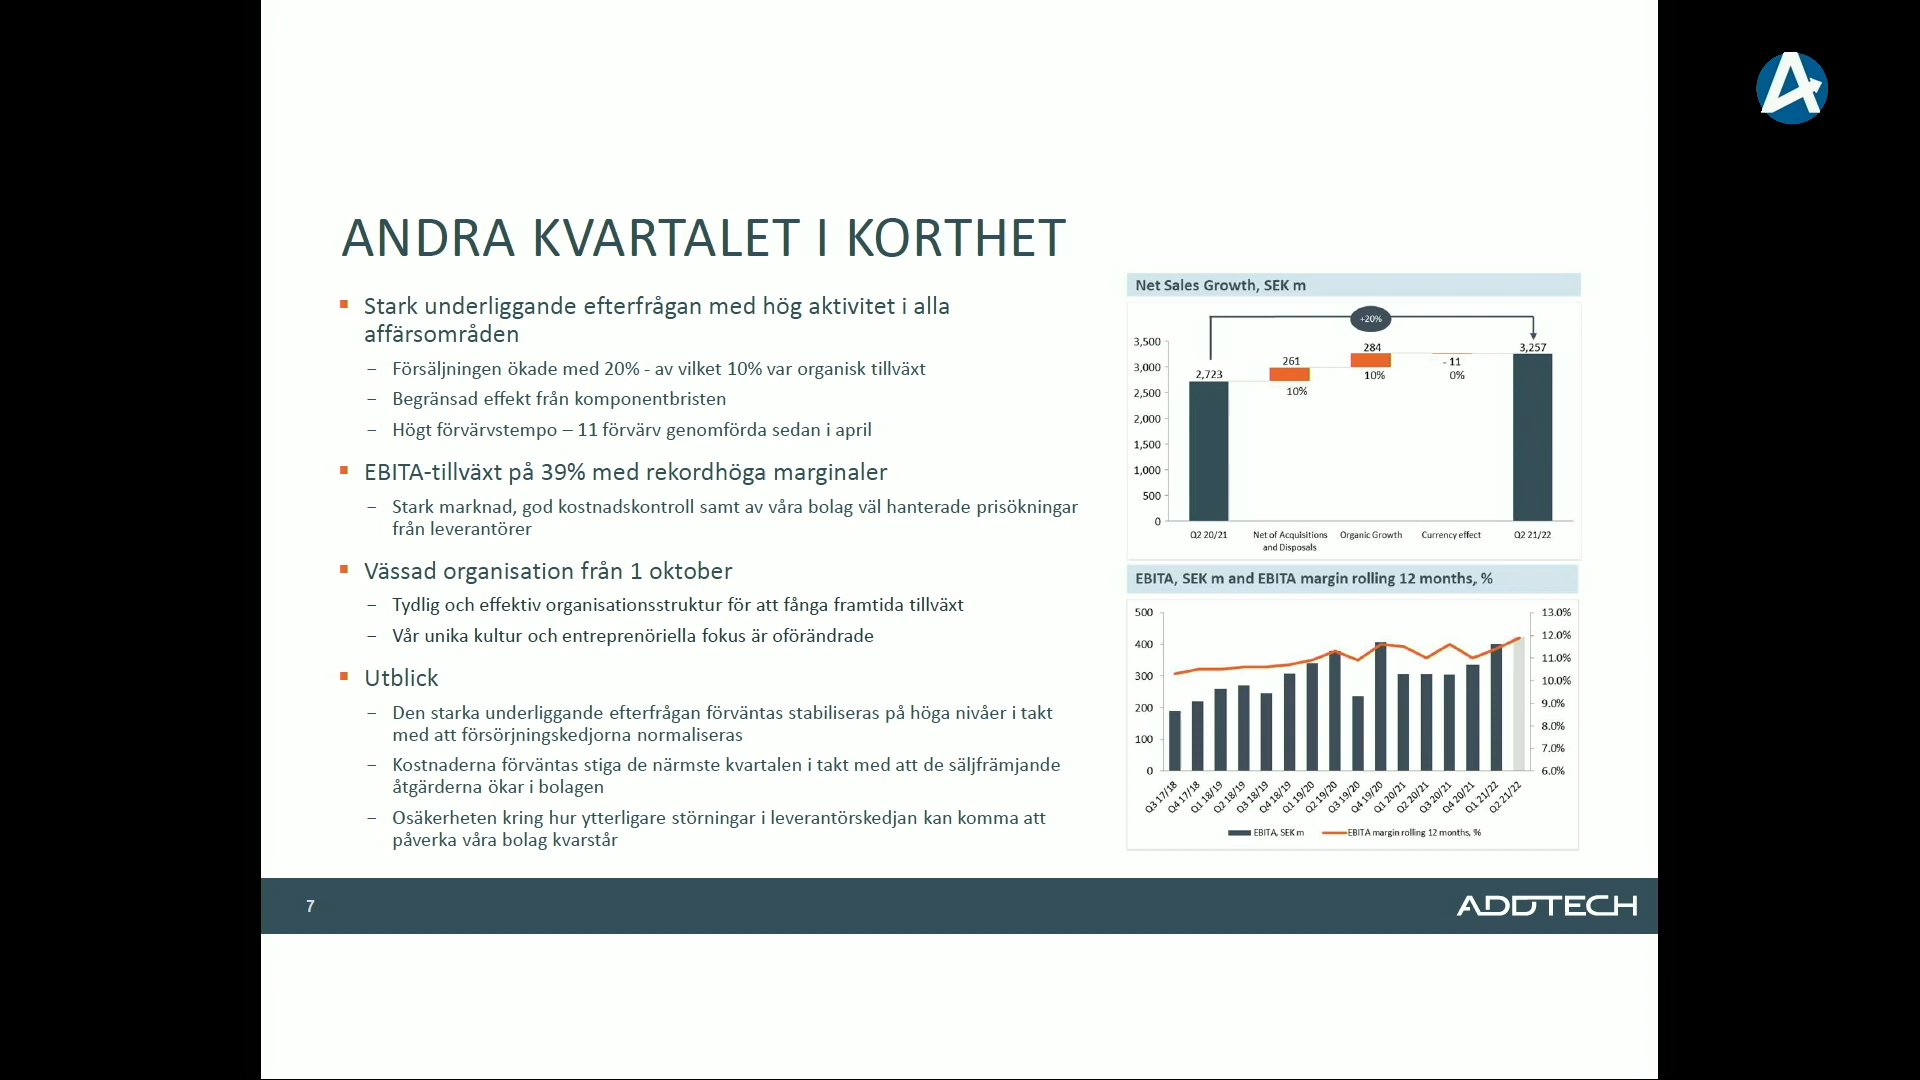 ANDRA KVARTALET I KORTHET
Stark underliggande efterfrågan med hög aktivitet i alla
affärsområden
– Försäljningen ökade med 20% - av vilket 10% var organisk tillväxt
– Begränsad effekt från komponentbristen
– Högt förvärvstempo – 11 förvärv genomförda sedan i april
EBITA-tillväxt på 39% med rekordhöga marginaler
– Stark marknad, god kostnadskontroll samt av våra bolag väl hanterade prisökningar
från leverantörer
Vässad organisation från 1 oktober
– Tydlig och effektiv organisationsstruktur för att fånga framtida tillväxt
– Vår unika kultur och entreprenöriella fokus är oförändrade
Utblick
– Den starka underliggande efterfrågan förväntas stabiliseras på höga nivåer i takt
med att försörjningskedjorna normaliseras
– Kostnaderna förväntas stiga de närmste kvartalen i takt med att de säljfrämjande
åtgärderna ökar i bolagen
– Osäkerheten kring hur ytterligare störningar i leverantörskedjan kan komma att
påverka våra bolag kvarstår
Net Sales Growth, SEK m
+20%
3,500
3,000
2,500
2,000
1,500
1,000
500
0
2,723
261
10%
284
10%
- 11
0%
3,257
Q2 20/21
Net of Acquisitions
and Disposals
Organic Growth
Currency effect
Q2 21/22
EBITA, SEK m and EBITA margin rolling 12 months, %
500
400
300
200
100
0
13.0%
12.0%
11.0%
10.0%
9.0%
8.0%
7.0%
6.0%
Q3 17/18
Q4 17/18
Q1 18/19
Q2 18/19
Q3 18/19
Q4 18/19
Q1 19/20
Q2 19/20
Q3 19/20
Q4 19/20
Q1 20/21
Q2 20/21
Q3 20/21
Q4 20/21
Q1 21/22
Q2 21/22
EBITA, SEK m
EBITA margin rolling 12 months, %
7
ADDTECH